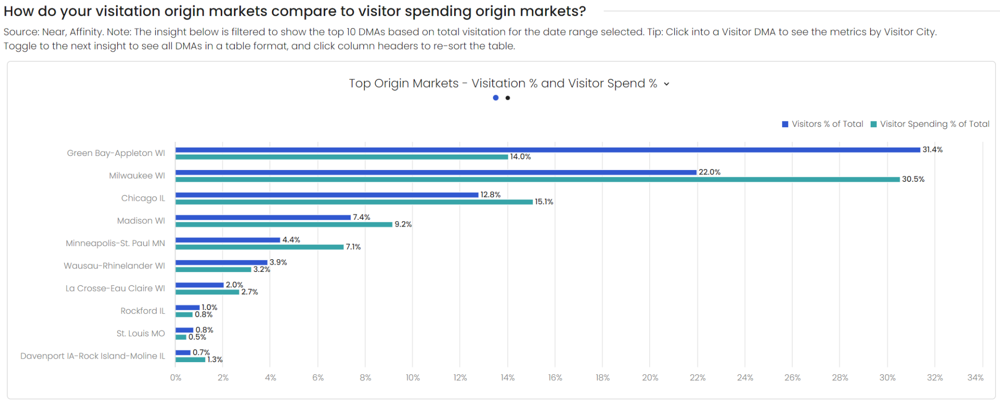 How do your visitation origin markets compare to visitor spending origin markets?
Source: Near, Affinity. Note: The insight below is filtered to show the top 10 DMAs based on total visitation for the date range selected. Tip: Click into a Visitor DMA to see the metrics by Visitor City.
Toggle to the next insight to see all DMAs in a table format, and click column headers to re-sort the table.
Top Origin Markets - Visitation % and Visitor Spend %
Visitors % of Total Visitor Spending % of Total
Green Bay-Appleton WI
31.4%
14.0%
Milwaukee WI
22.0%
30.5%
Chicago IL
12.8%
15.1%
Madison WI
7.4%
9.2%
Minneapolis-St. Paul MN
4.4%
7.1%
Wausau-Rhinelander WI
3.9%
3.2%
La Crosse-Eau Claire WI
2.0%
2.7%
Rockford IL
1.0%
0.8%
St. Louis MO
0.8%
0.5%
Davenport IA-Rock Island-Moline IL
0.7%
1.3%
0% 2% 4% 6% 8% 10% 12% 14% 16% 18% 20% 22% 24% 26% 28% 30% 32% 34%